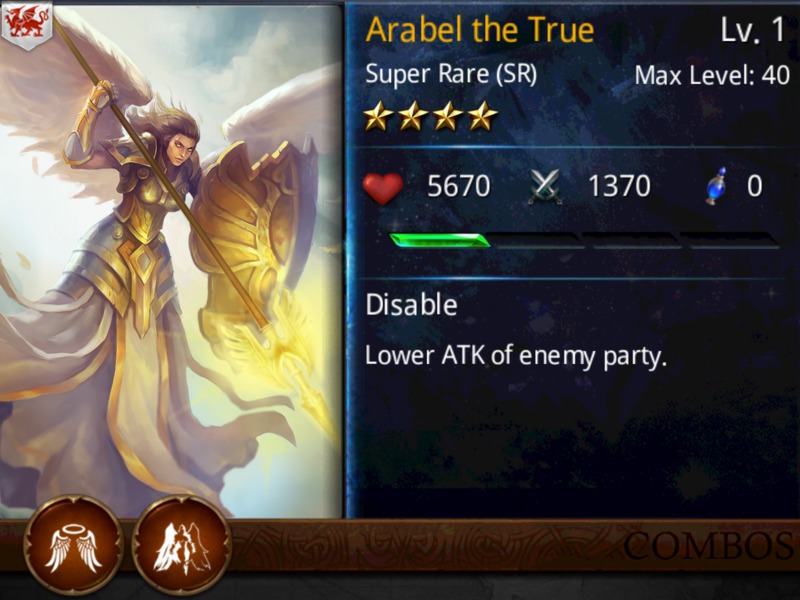 Arabel the True Lv. 1
Super Rare (SR) Max Level: 40
5670 1370 0
Disable
Lower ATK of enemy party.
COMBOS